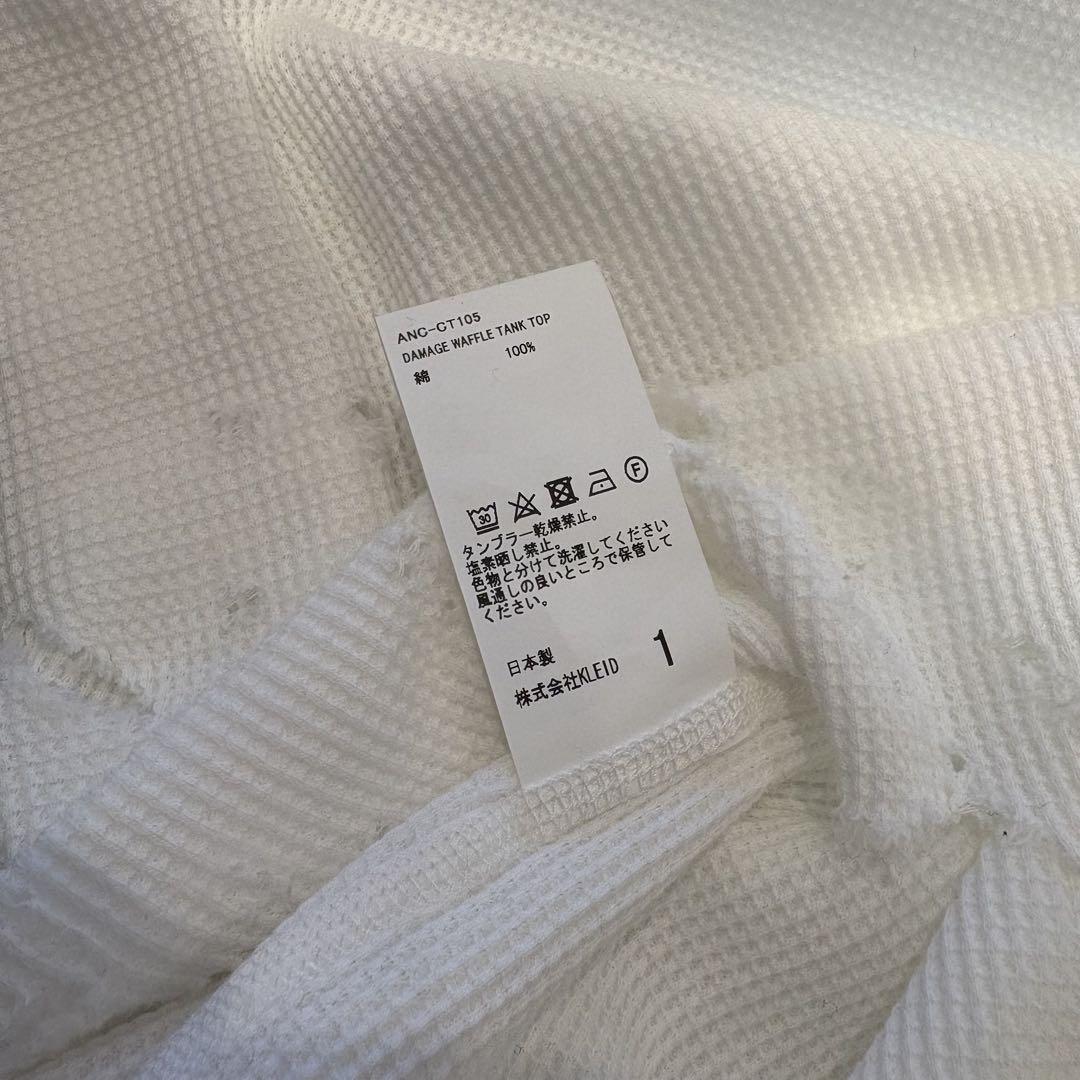 ANC-CT105
DAMAGE WAFFLE TANK TOP
綿 100%
30 F
タンブラー乾燥禁止。
塩素晒し禁止。
色物と分けて洗濯してください
風通しの良いところで保管して
ください。
日本製
株式会社KLEID 1